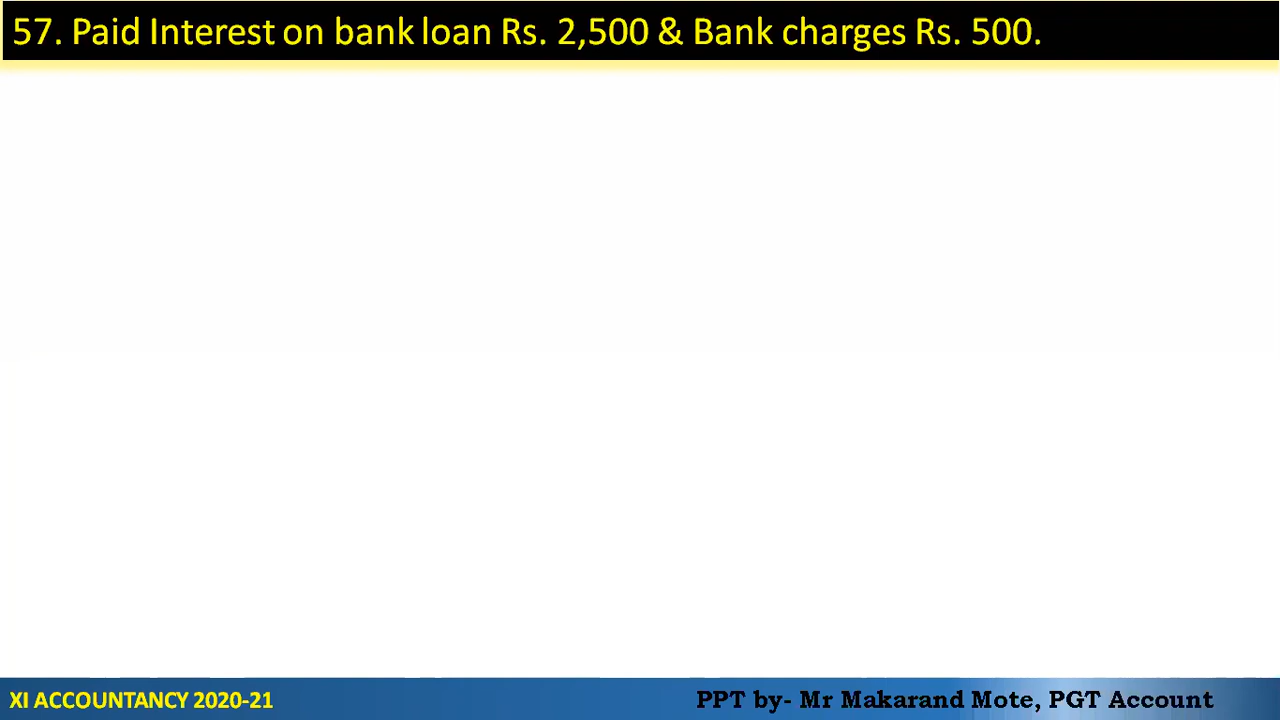 57. Paid Interest on bank loan Rs. 2,500 & Bank charges Rs. 500.
XI ACCOUNTANCY 2020-21
PPT by- Mr Makarand Mote, PGT Account